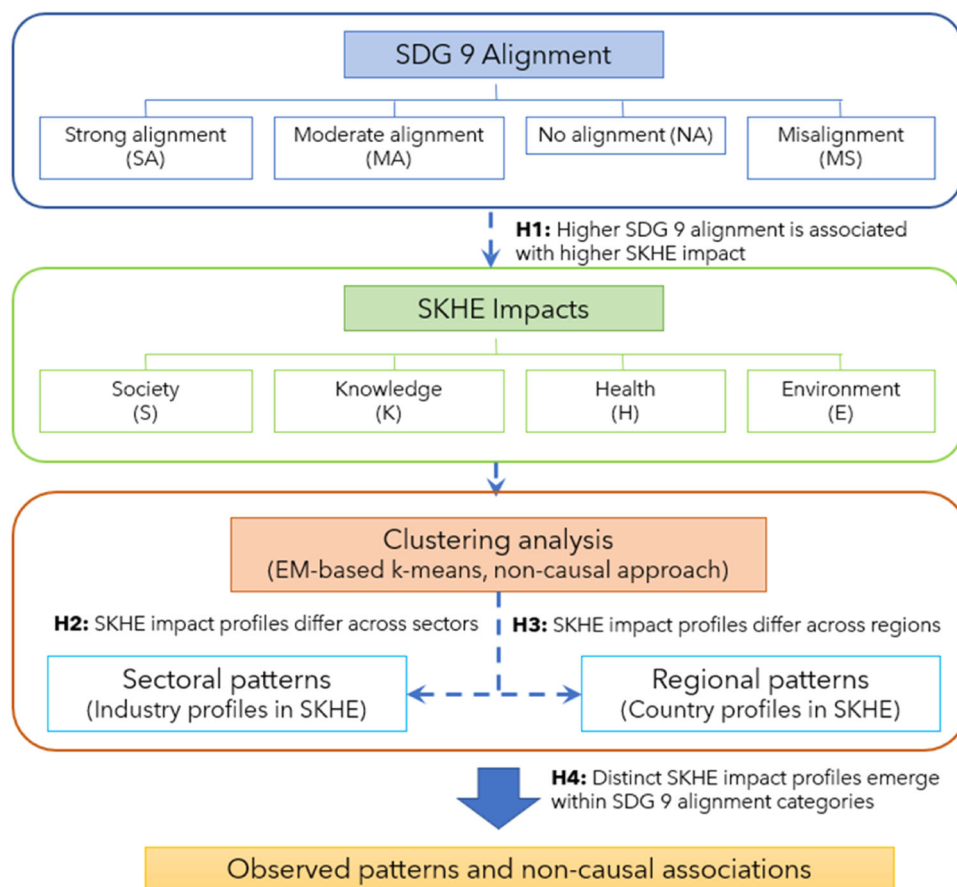 SDG 9 Alignment
Strong alignment
(SA)
Moderate alignment
(MA)
No alignment (NA)
Misalignment
(MS)
H1: Higher SDG 9 alignment is associated
with higher SKHE impact
SKHE Impacts
Society
(S)
Knowledge
(K)
Health
(H)
Environment
(E)
Clustering analysis
(EM-based k-means, non-causal approach)
H2: SKHE impact profiles differ across sectors
H3: SKHE impact profiles differ across regions
Sectoral patterns
(Industry profiles in SKHE)
Regional patterns
(Country profiles in SKHE)
H4: Distinct SKHE impact profiles emerge
within SDG 9 alignment categories
Observed patterns and non-causal associations